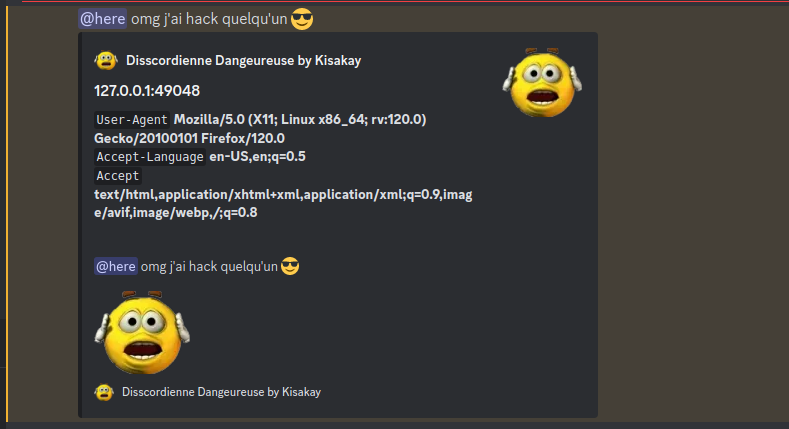 @here omg j'ai hack quelqu'un 😎
Disscordienne Dangeureuse by Kisakay
127.0.0.1:49048
User-Agent Mozilla/5.0 (X11; Linux x86_64; rv:120.0)
Gecko/20100101 Firefox/120.0
Accept-Language en-US,en;q=0.5
Accept
text/html,application/xhtml+xml,application/xml;q=0.9,imag
e/avif,image/webp,/;q=0.8
@here omg j'ai hack quelqu'un 😎
Disscordienne Dangeureuse by Kisakay